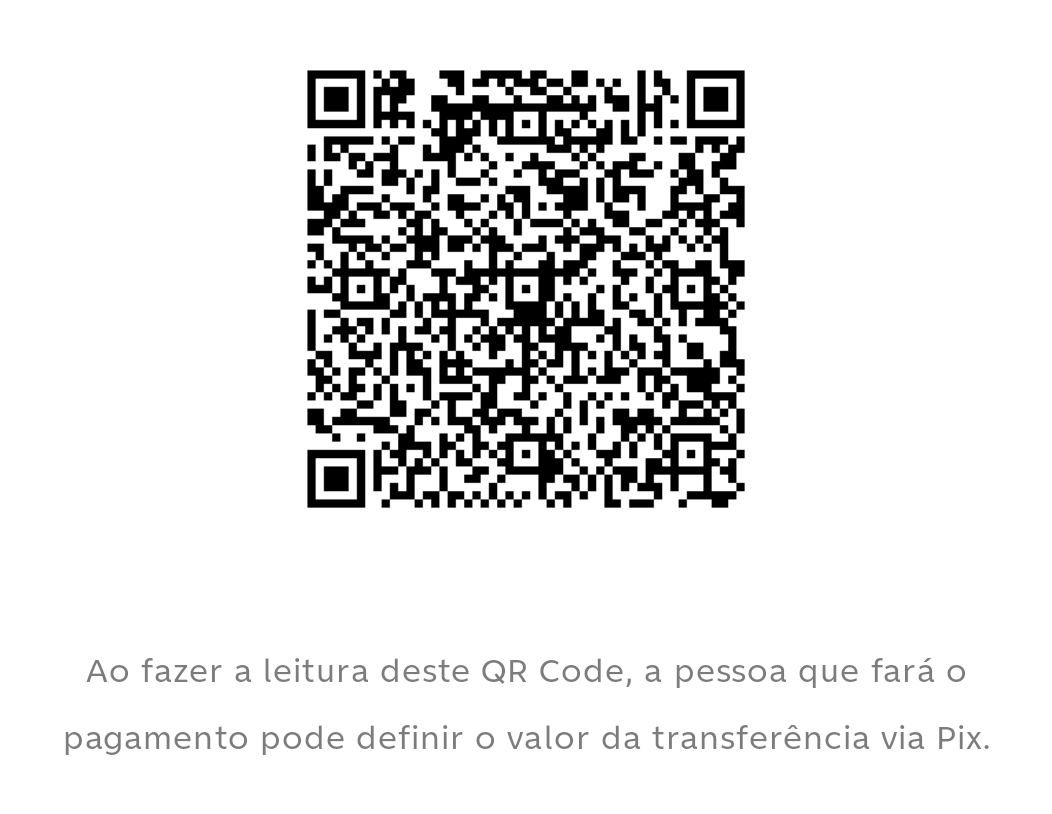 Ao fazer a leitura deste QR Code, a pessoa que fará o
pagamento pode definir o valor da transferência via Pix.